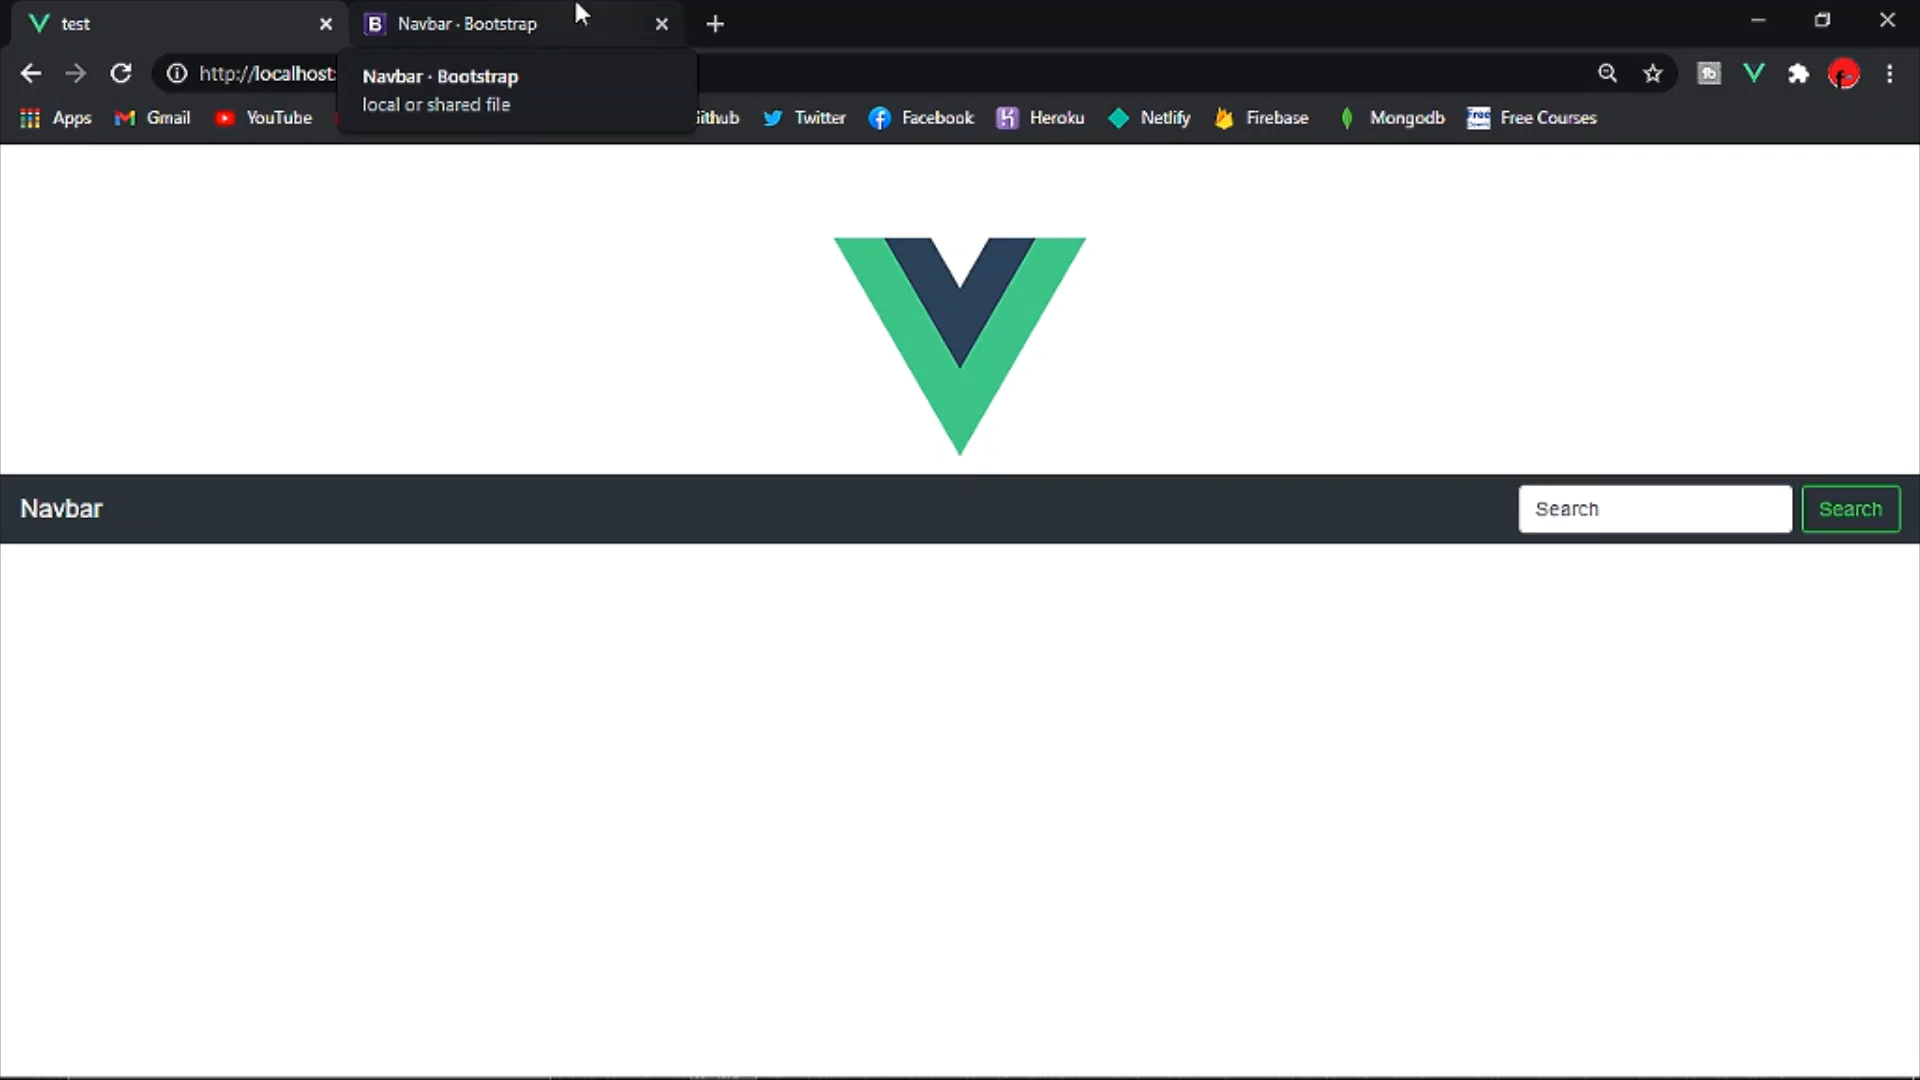 test
B Navbar · Bootstrap
http://localhost:
Navbar · Bootstrap
local or shared file
Apps Gmail YouTube ithub Twitter Facebook Heroku Netlify Firebase Mongodb Free Courses
Navbar Search Search